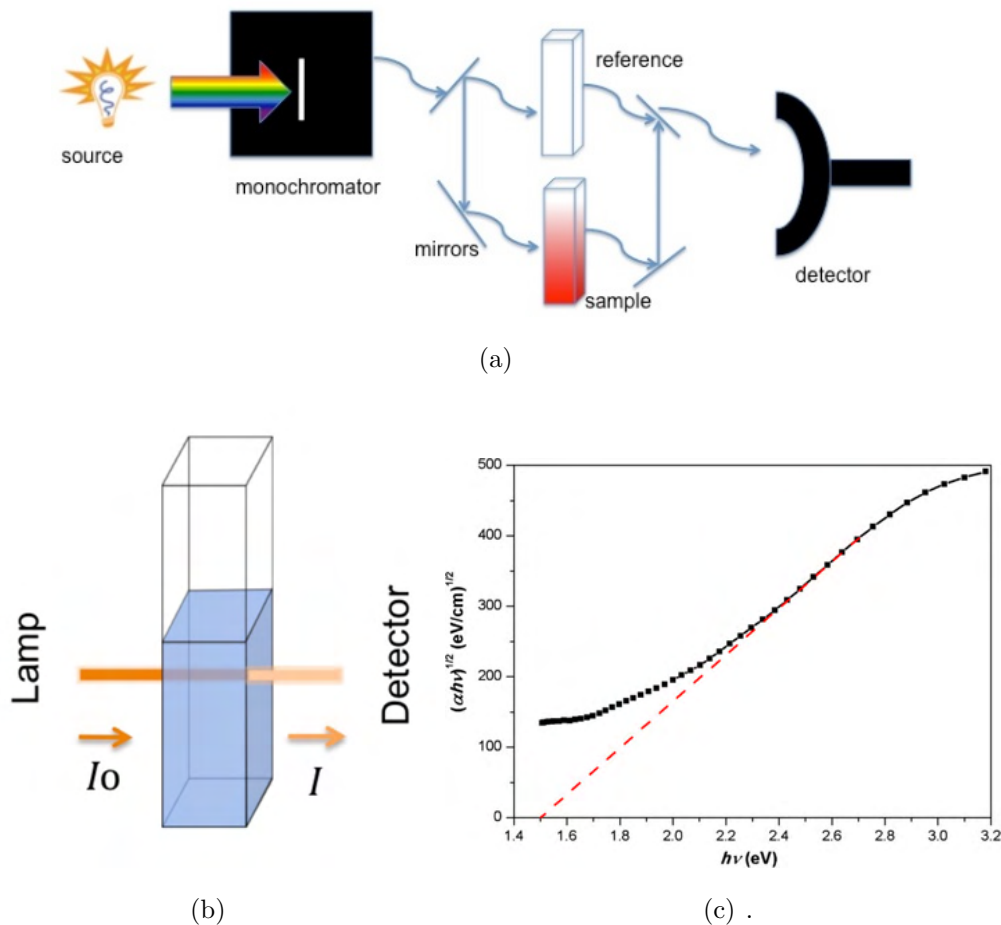 source
monochromator
mirrors
reference
sample
detector
(a)
Lamp
Io
I
Detector
(b)
500
400
300
200
100
0
(αhν)1/2 (eV/cm)1/2
1.4 1.6 1.8 2.0 2.2 2.4 2.6 2.8 3.0 3.2
hν (eV)
(c) .